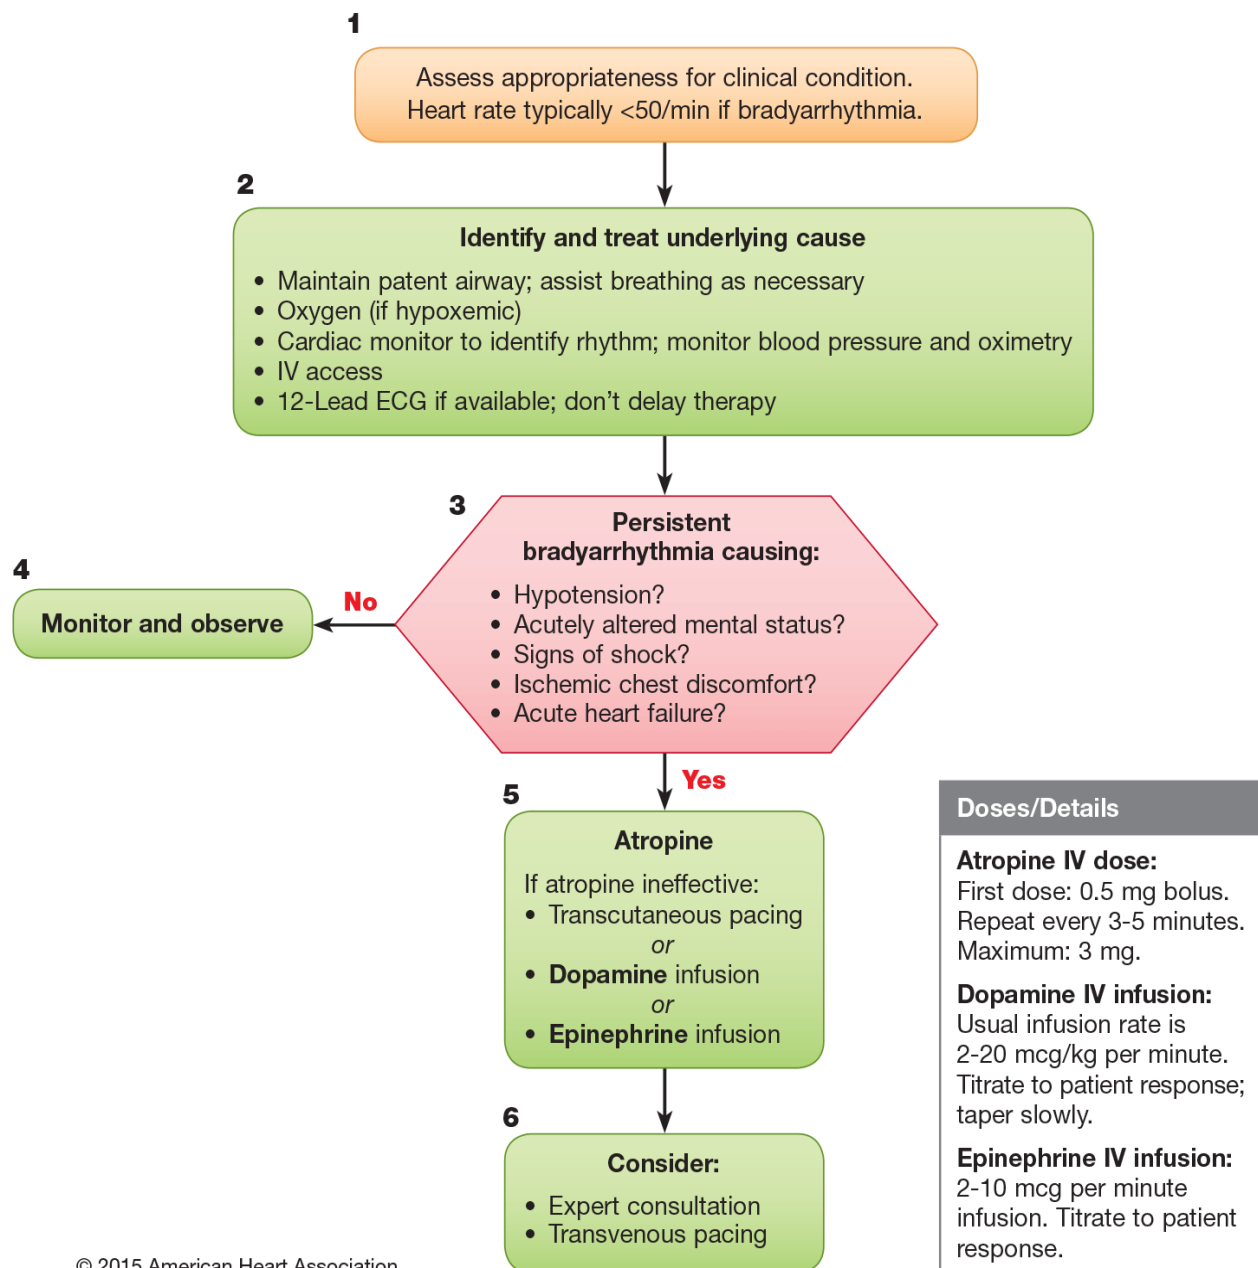 1
Assess appropriateness for clinical condition.
Heart rate typically <50/min if bradyarrhythmia.
2
Identify and treat underlying cause
• Maintain patent airway; assist breathing as necessary
• Oxygen (if hypoxemic)
• Cardiac monitor to identify rhythm; monitor blood pressure and oximetry
• IV access
• 12-Lead ECG if available; don’t delay therapy
3
Persistent
bradyarrhythmia causing:
• Hypotension?
• Acutely altered mental status?
• Signs of shock?
• Ischemic chest discomfort?
• Acute heart failure?
4
No
Monitor and observe
Yes
5
Atropine
If atropine ineffective:
• Transcutaneous pacing
or
• Dopamine infusion
or
• Epinephrine infusion
6
Consider:
• Expert consultation
• Transvenous pacing
Doses/Details
Atropine IV dose:
First dose: 0.5 mg bolus.
Repeat every 3-5 minutes.
Maximum: 3 mg.
Dopamine IV infusion:
Usual infusion rate is
2-20 mcg/kg per minute.
Titrate to patient response;
taper slowly.
Epinephrine IV infusion:
2-10 mcg per minute
infusion. Titrate to patient
response.
© 2015 American Heart Association